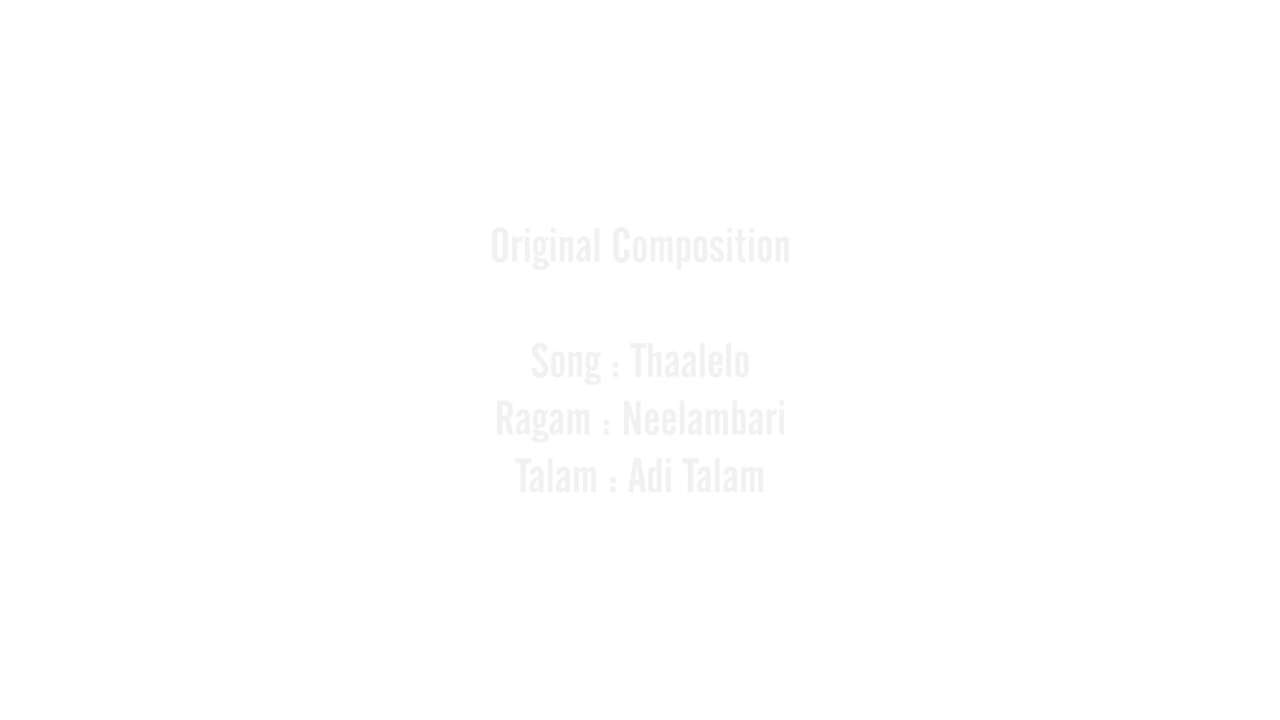 Original Composition
Song : Thaalelo
Ragam : Neelambari
Talam : Adi Talam